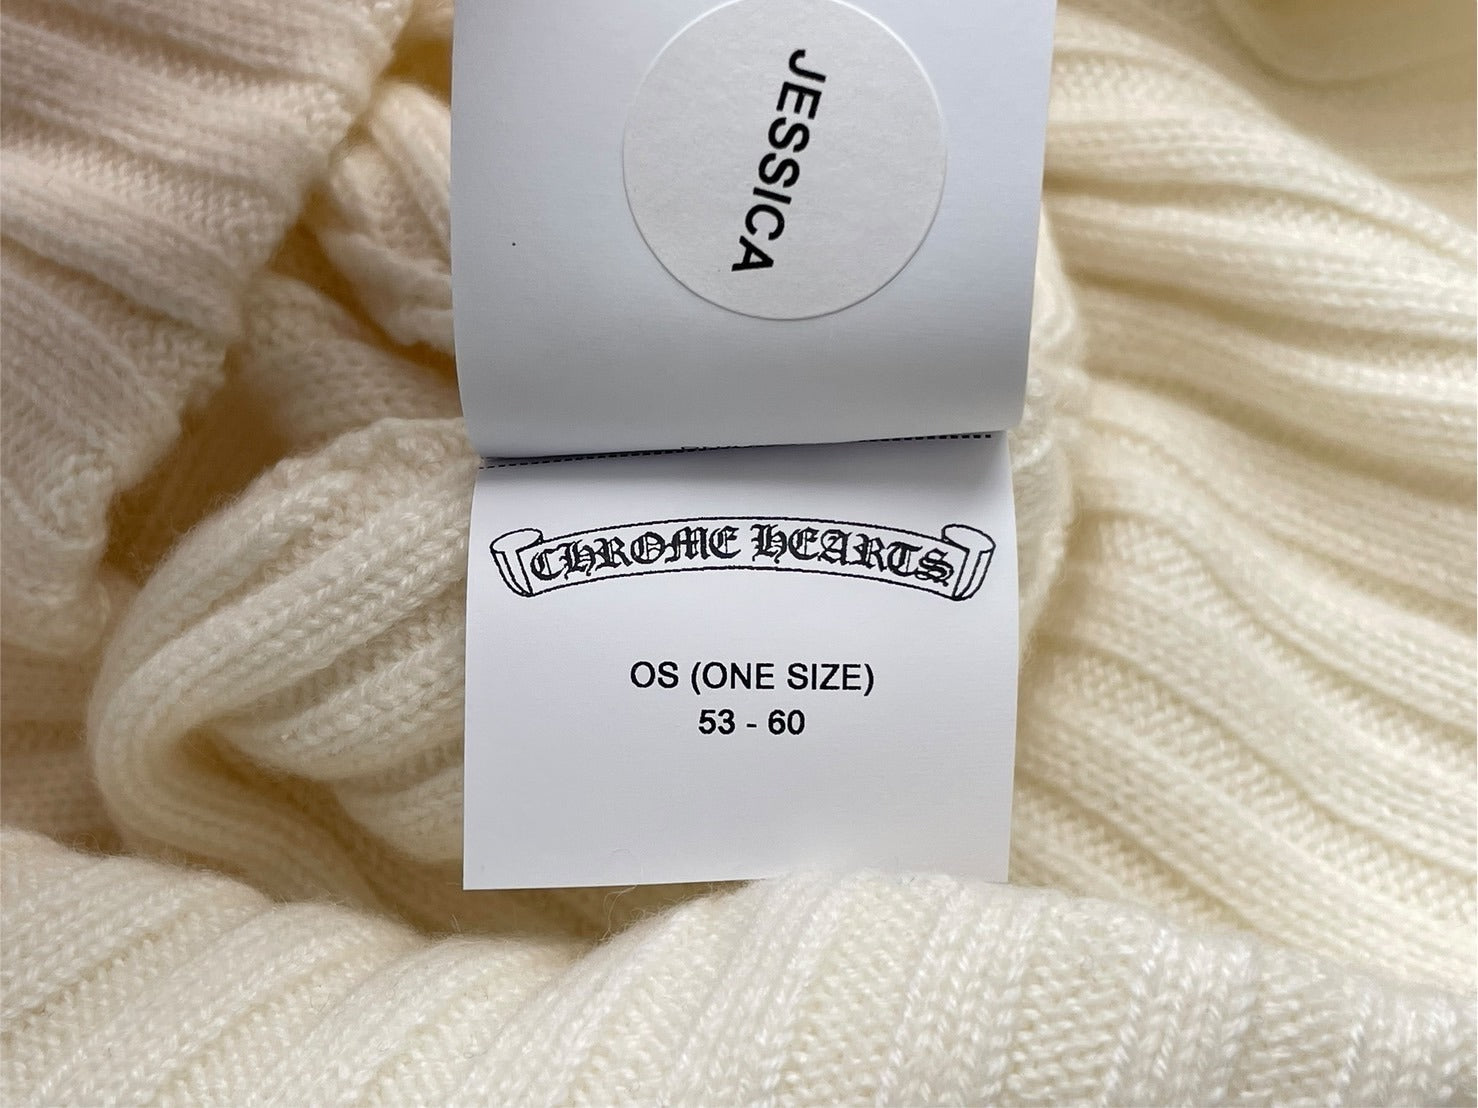 JESSICA
CHROME HEARTS
OS (ONE SIZE)
53 - 60